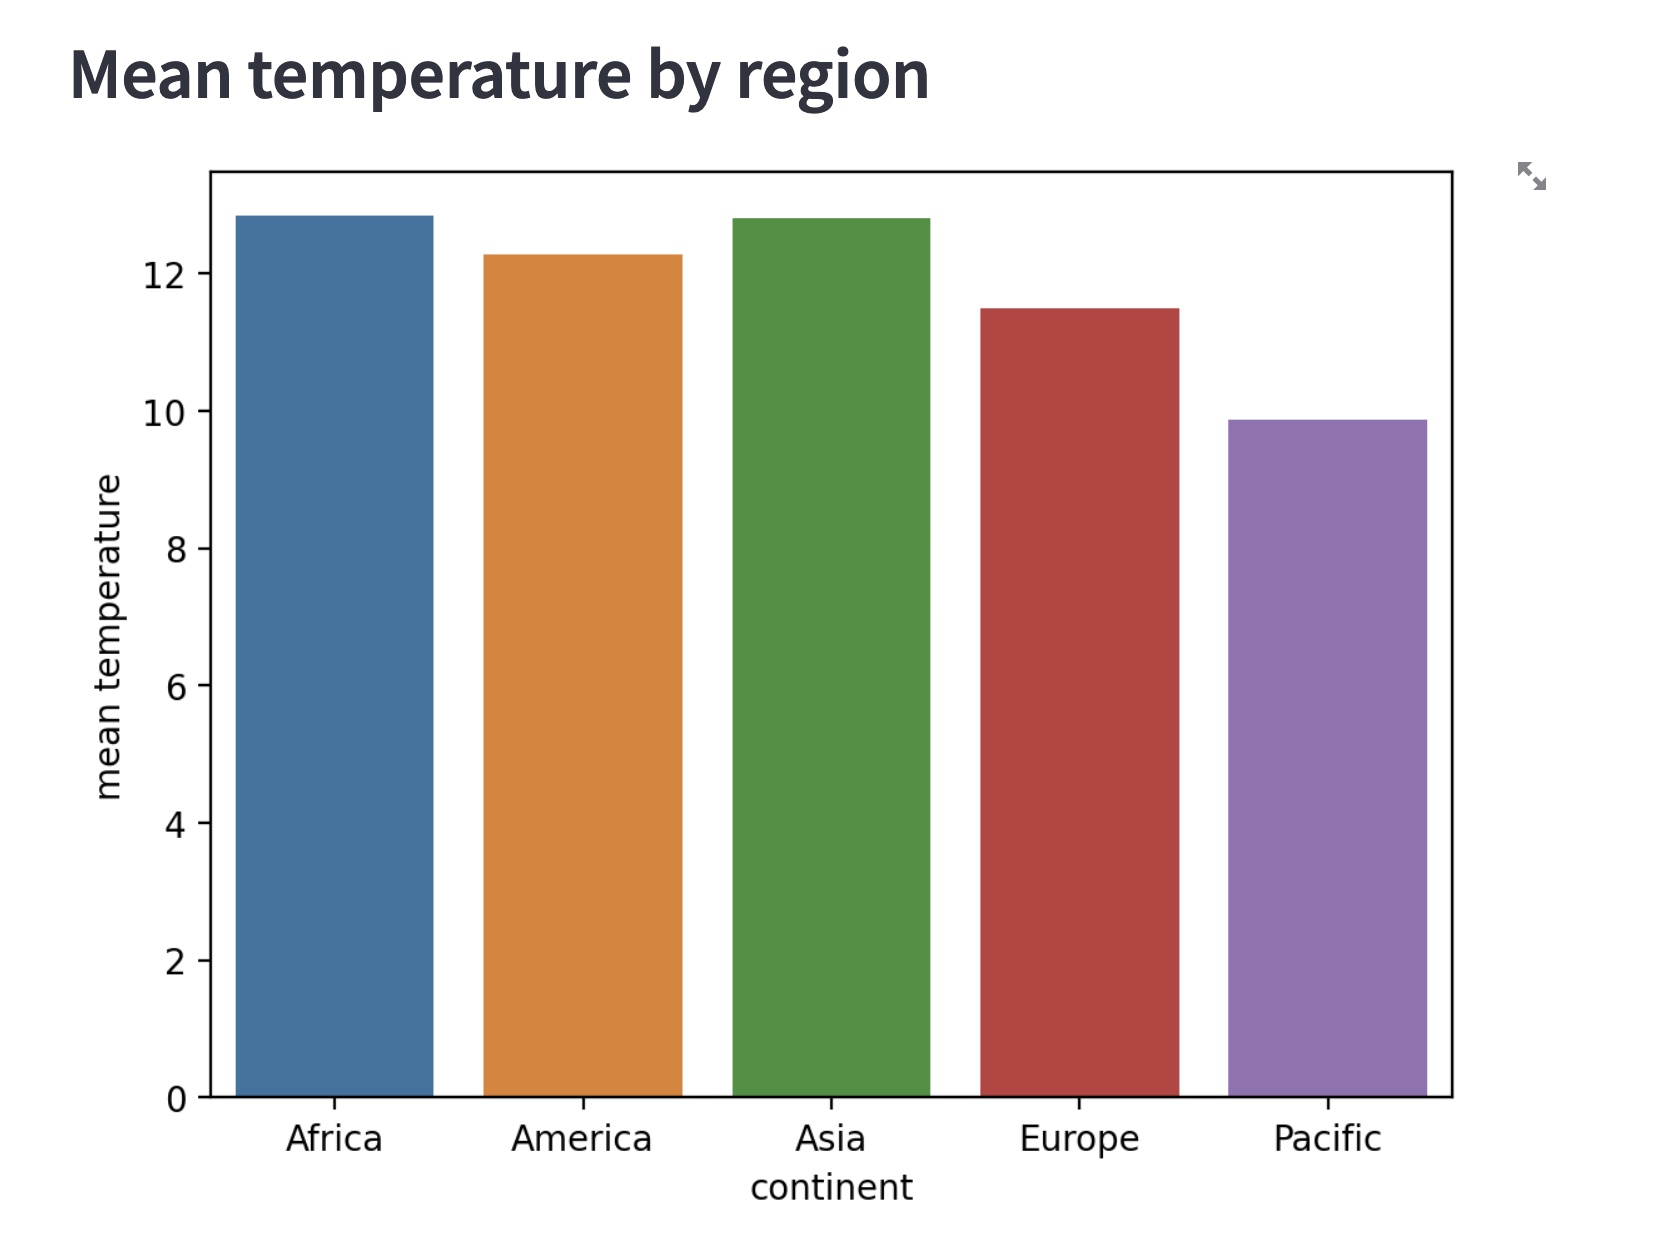 Mean temperature by region
12
10
8
6
4
2
0
mean temperature
Africa America Asia Europe Pacific
continent